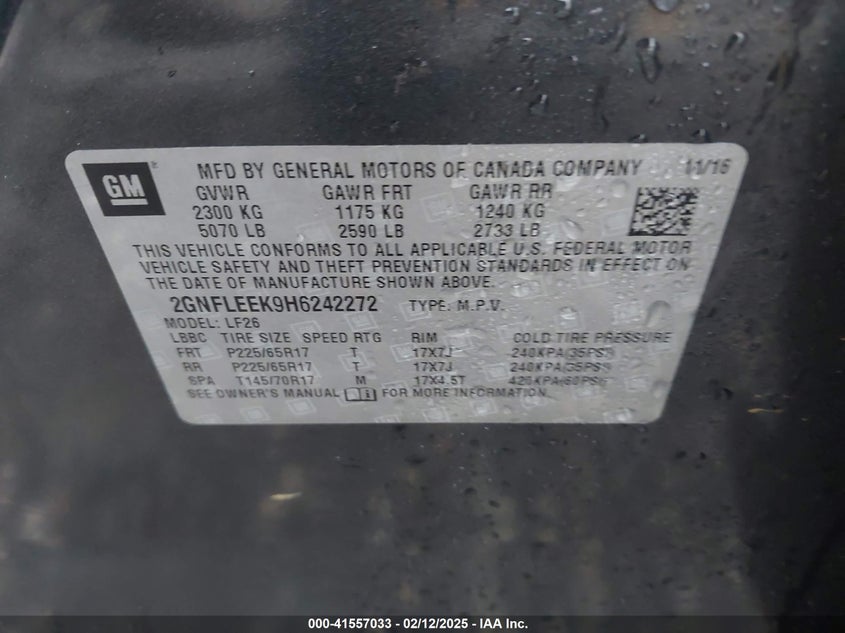 GM ® MFD BY GENERAL MOTORS OF CANADA COMPANY 11/16
GVWR GAWR FRT GAWR RR
2300 KG 1175 KG 1240 KG
5070 LB 2590 LB 2733 LB
THIS VEHICLE CONFORMS TO ALL APPLICABLE U.S. FEDERAL MOTOR
VEHICLE SAFETY AND THEFT PREVENTION STANDARDS IN EFFECT ON
THE DATE OF MANUFACTURE SHOWN ABOVE.
2GNFLEEK9H6242272 TYPE: M.P.V.
MODEL: LF26
LBBC TIRE SIZE SPEED RTG RIM COLD TIRE PRESSURE
FRT P225/65R17 T 17X7J 240KPA(35PSI)
RR P225/65R17 T 17X7J 240KPA(35PSI)
SPA T145/70R17 M 17X4.5T 420KPA(60PSI)
SEE OWNER'S MANUAL FOR MORE INFORMATION.
000-41557033 - 02/12/2025 - IAA Inc.